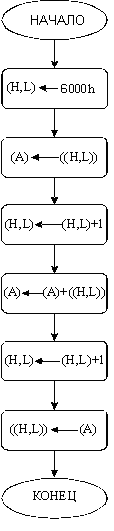 НАЧАЛО
(H,L) ← 6000h
(A) ← ((H,L))
(H,L) ← (H,L)+1
(A) ← (A)+((H,L))
(H,L) ← (H,L)+1
((H,L)) ← (A)
КОНЕЦ